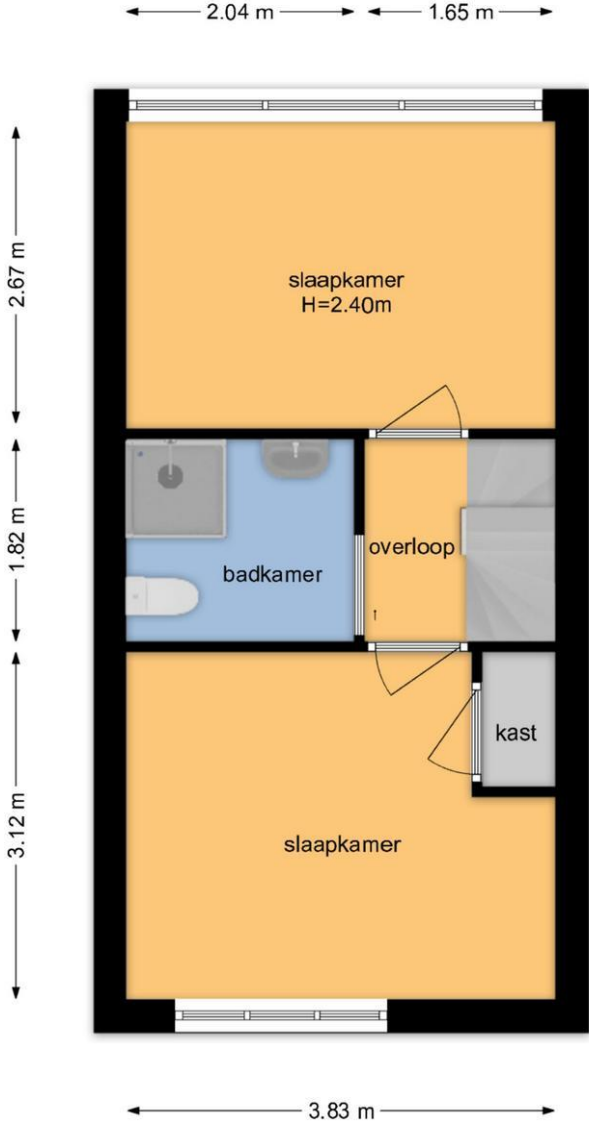 2.04 m
1.65 m
2.67 m
slaapkamer
H=2.40m
1.82 m
overloop
badkamer
kast
3.12 m
slaapkamer
3.83 m